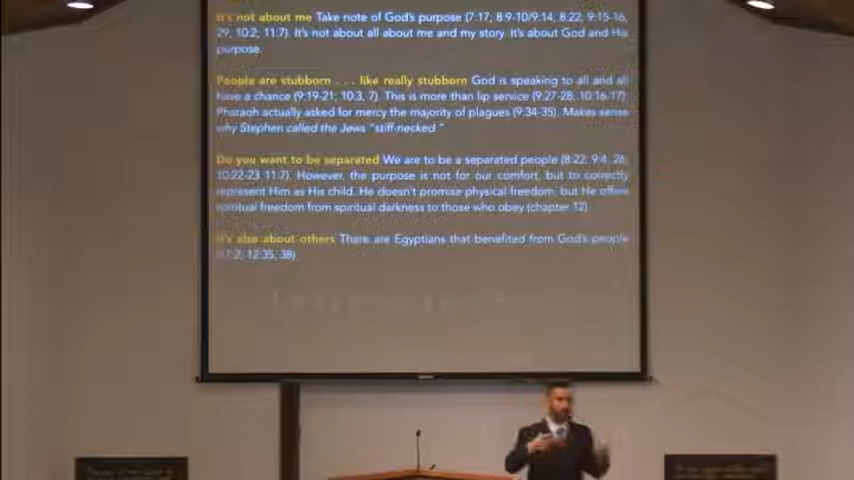 It's not about me Take note of God's purpose (7:17; 8:9-10/9:14, 8:22; 9:15-16,
29, 10:2; 11:7). It's not about all about me and my story. It's about God and His
purpose.
People are stubborn . . . like really stubborn God is speaking to all and all
have a chance (9:19-21; 10:3, 7). This is more than lip service (9:27-28; 10:16-17).
Pharaoh actually asked for mercy the majority of plagues (9:34-35). Makes sense
why Stephen called the Jews "stiff-necked."
Do you want to be separated We are to be a separated people (8:22; 9:4, 26;
10:22-23 11:7). However, the purpose is not for our comfort, but to correctly
represent Him as His child. He doesn't promise physical freedom, but He offers
spiritual freedom from spiritual darkness to those who obey (chapter 12)
It's also about others There are Egyptians that benefited from God's people
12:35, 38)